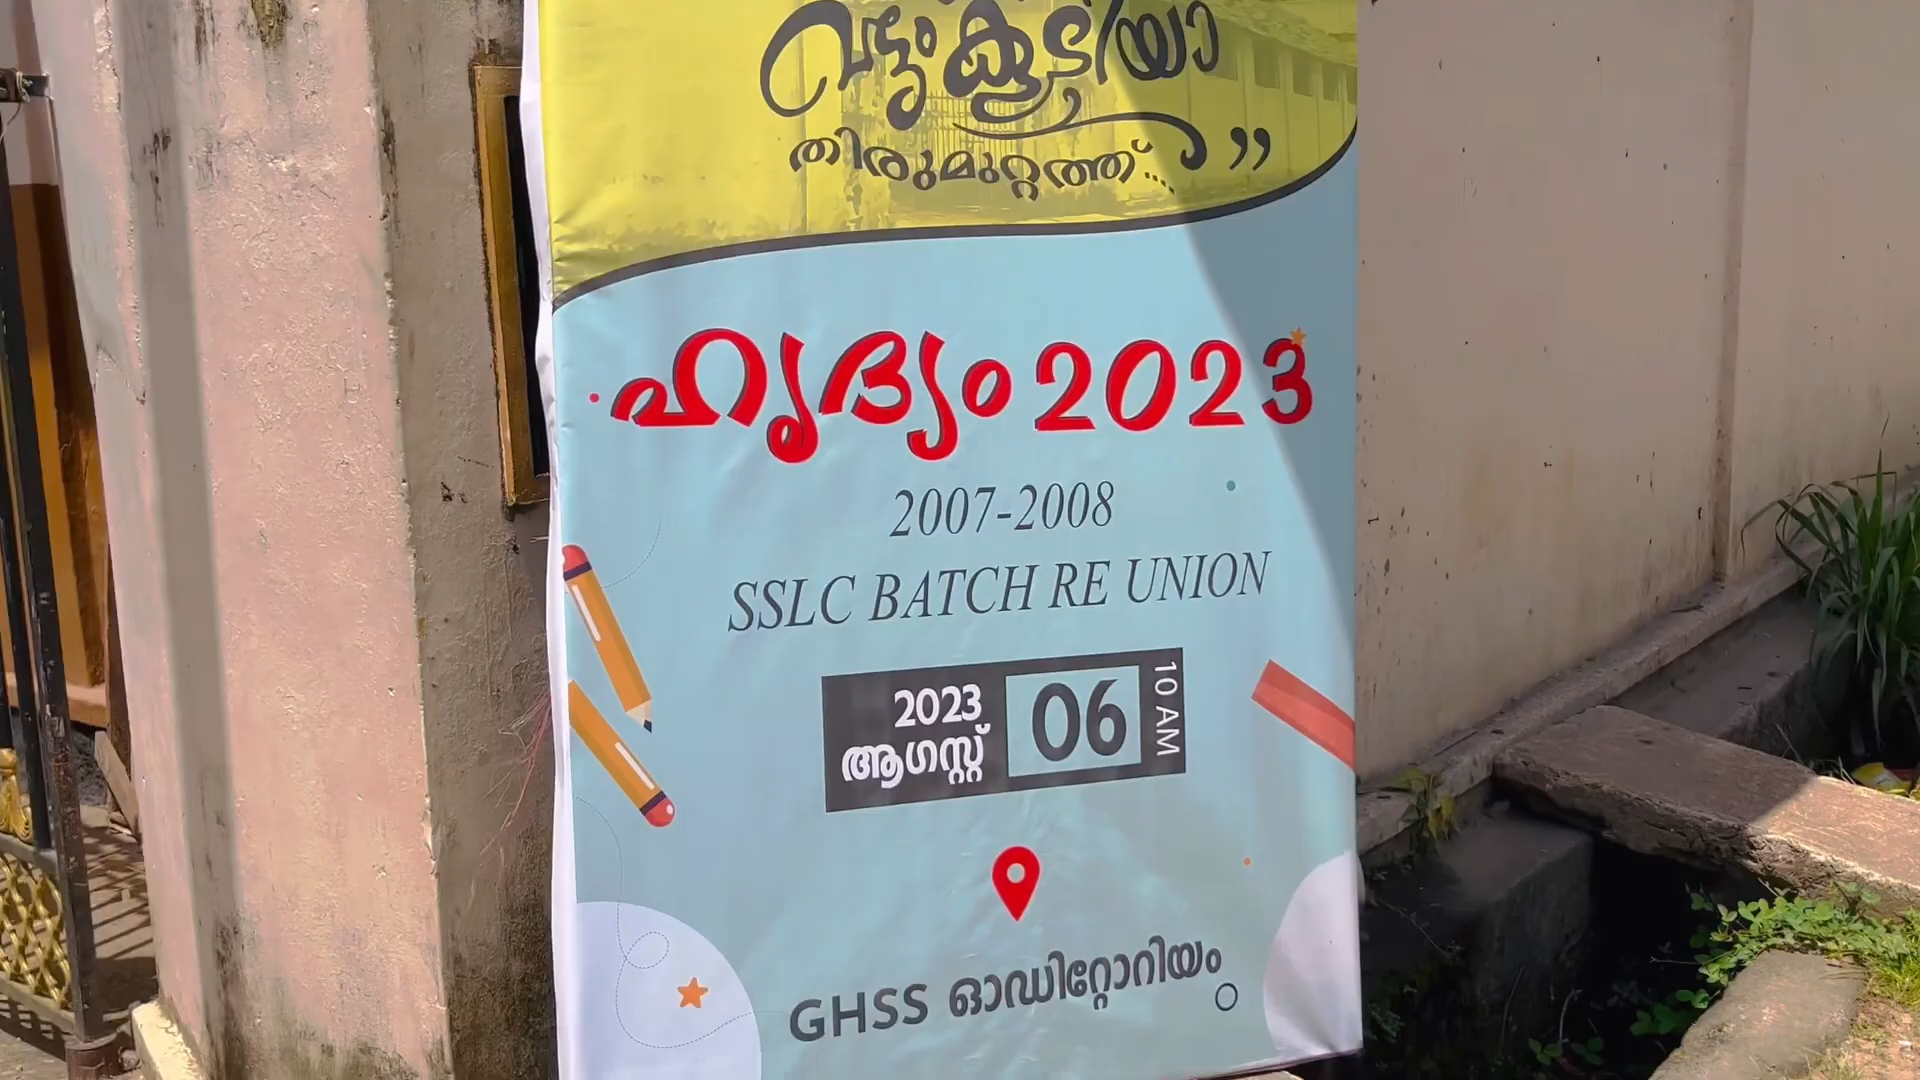 തിരുമുറ്റത്ത്... ”
ഹൃദ്യം 2023
2007-2008
SSLC BATCH RE UNION
2023
ആഗസ്റ്റ്
06
10 AM
GHSS ഓഡിറ്റോറിയം